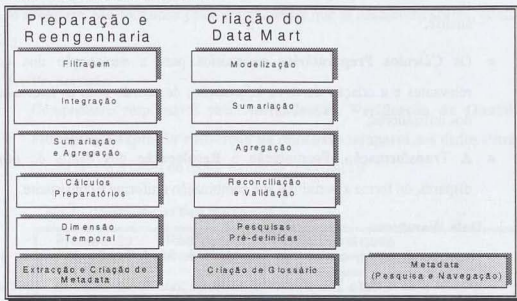 Preparação e
Reengenharia
Filtragem
Integração
Sumariação
e Agregação
Cálculos
Preparatórios
Dimensão
Temporal
Extracção e Criação de
Metadata
Criação do
Data Mart
Modelização
Sumariação
Agregação
Reconciliação
e Validação
Pesquisas
Pré-definidas
Criação de Glossário
Metadata
(Pesquisa e Navegação)